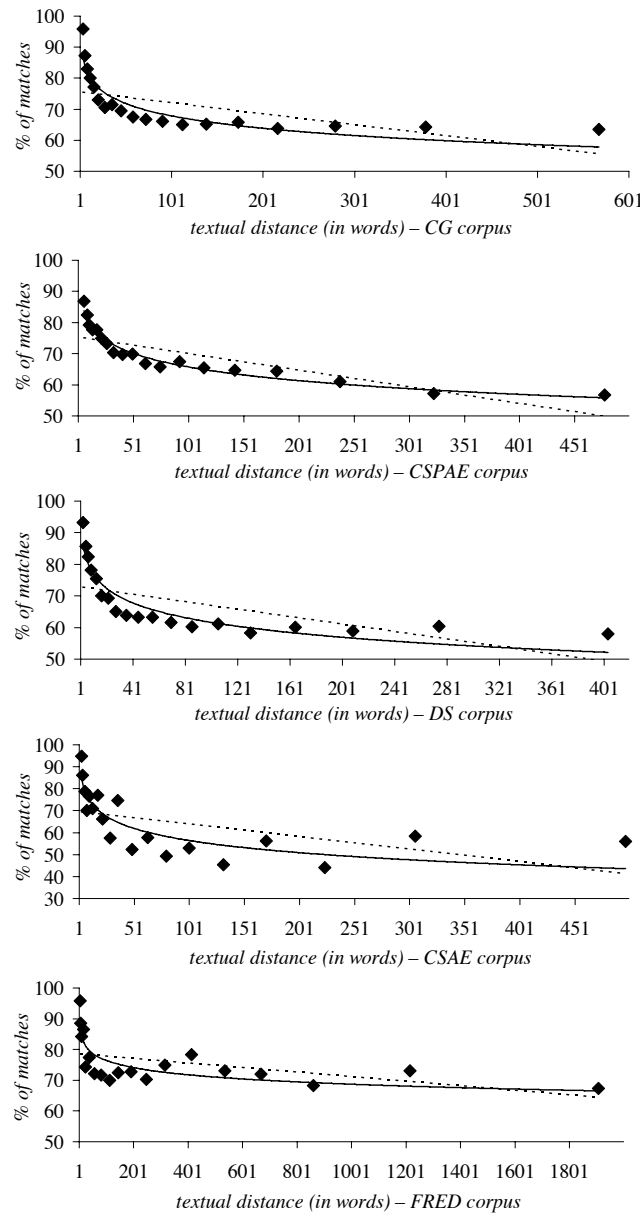 % of matches
100
90
80
70
60
50
1 101 201 301 401 501 601
textual distance (in words) – CG corpus
% of matches
100
90
80
70
60
50
1 51 101 151 201 251 301 351 401 451
textual distance (in words) – CSPAE corpus
% of matches
100
90
80
70
60
50
1 41 81 121 161 201 241 281 321 361 401
textual distance (in words) – DS corpus
% of matches
100
90
80
70
60
50
40
30
1 51 101 151 201 251 301 351 401 451
textual distance (in words) – CSAE corpus
% of matches
100
90
80
70
60
50
1 201 401 601 801 1001 1201 1401 1601 1801
textual distance (in words) – FRED corpus